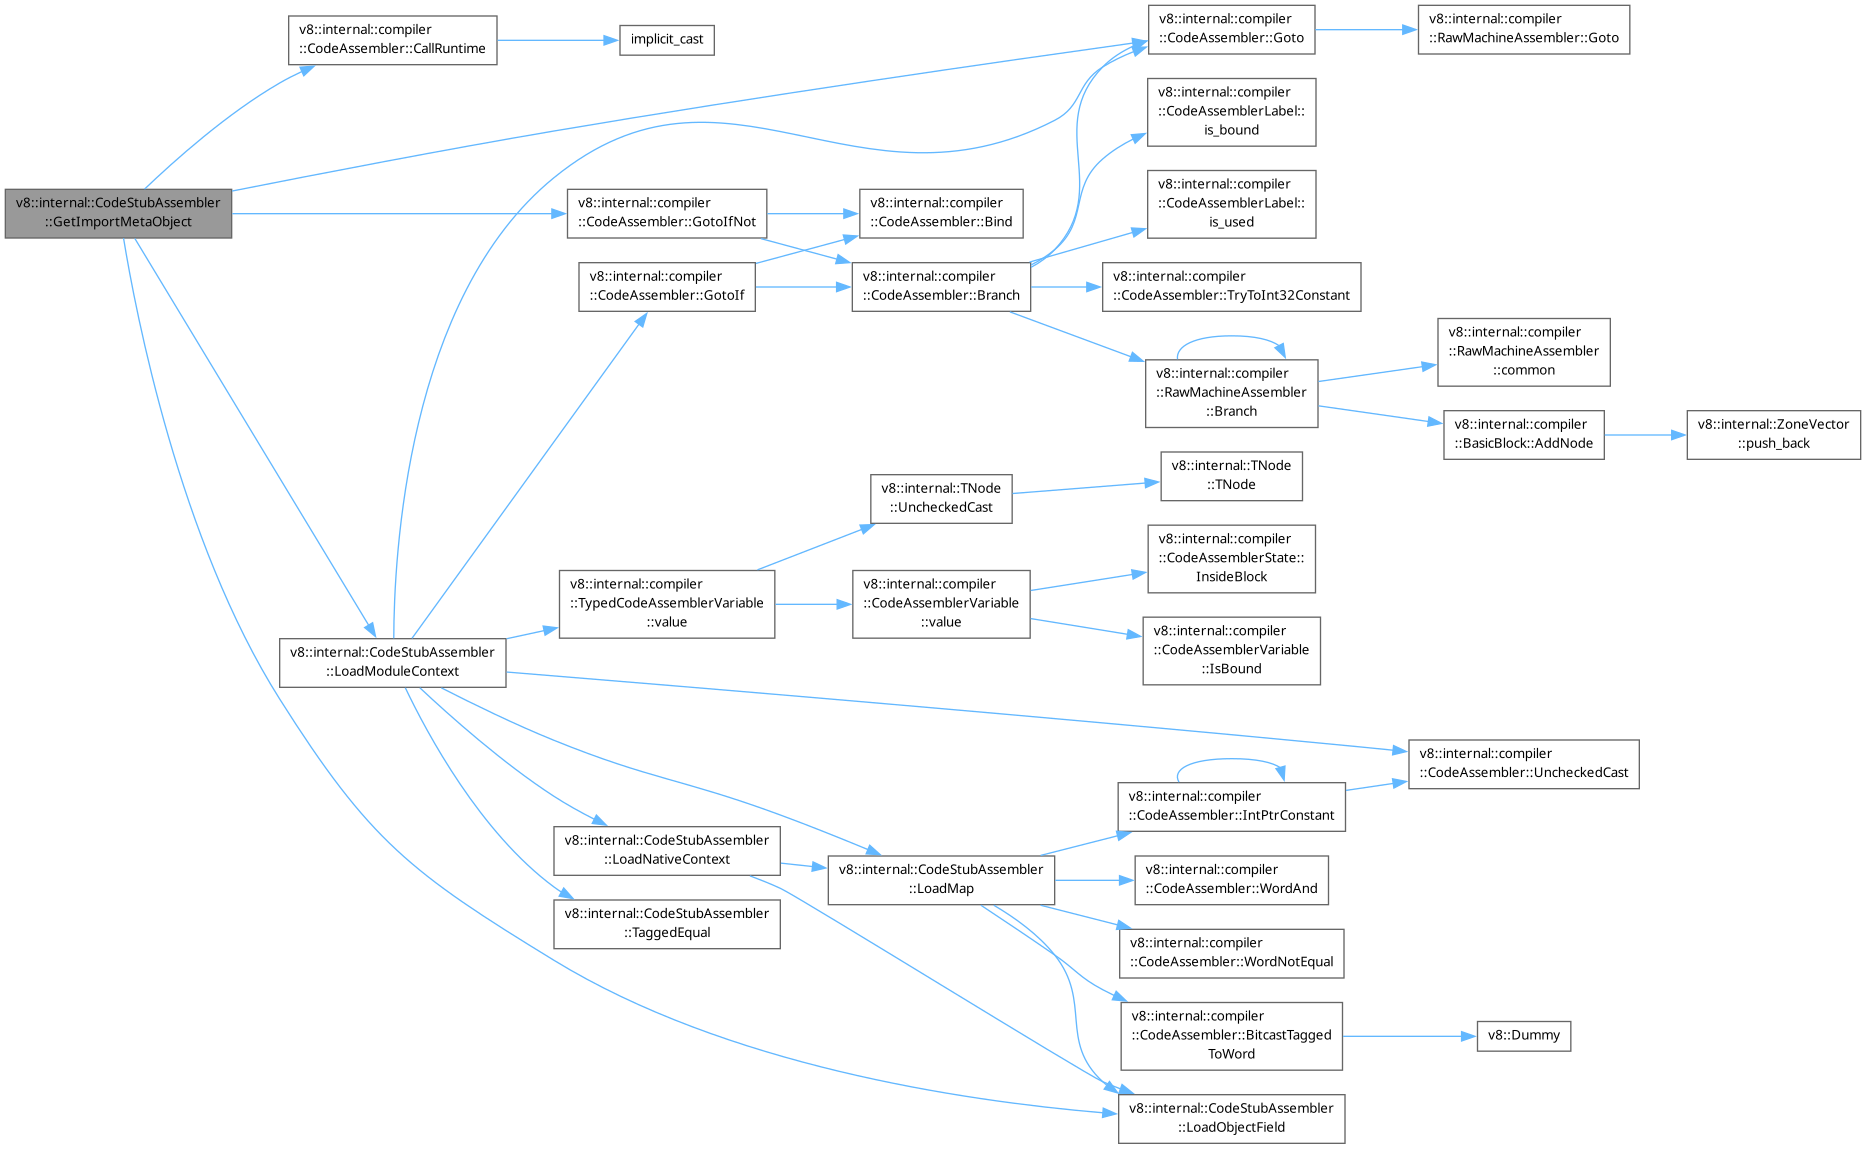 v8::internal::compiler
::CodeAssembler::CallRuntime
implicit_cast
v8::internal::compiler
::CodeAssembler::Goto
v8::internal::compiler
::RawMachineAssembler::Goto
v8::internal::compiler
::CodeAssemblerLabel::
is_bound
v8::internal::CodeStubAssembler
::GetImportMetaObject
v8::internal::compiler
::CodeAssembler::GotoIfNot
v8::internal::compiler
::CodeAssembler::Bind
v8::internal::compiler
::CodeAssemblerLabel::
is_used
v8::internal::compiler
::CodeAssembler::GotoIf
v8::internal::compiler
::CodeAssembler::Branch
v8::internal::compiler
::CodeAssembler::TryToInt32Constant
v8::internal::compiler
::RawMachineAssembler
::Branch
v8::internal::compiler
::RawMachineAssembler
::common
v8::internal::compiler
::BasicBlock::AddNode
v8::internal::ZoneVector
::push_back
v8::internal::TNode
::UncheckedCast
v8::internal::TNode
::TNode
v8::internal::compiler
::TypedCodeAssemblerVariable
::value
v8::internal::compiler
::CodeAssemblerVariable
::value
v8::internal::compiler
::CodeAssemblerState::
InsideBlock
v8::internal::compiler
::CodeAssemblerVariable
::IsBound
v8::internal::CodeStubAssembler
::LoadModuleContext
v8::internal::compiler
::CodeAssembler::UncheckedCast
v8::internal::compiler
::CodeAssembler::IntPtrConstant
v8::internal::CodeStubAssembler
::LoadNativeContext
v8::internal::CodeStubAssembler
::LoadMap
v8::internal::compiler
::CodeAssembler::WordAnd
v8::internal::CodeStubAssembler
::TaggedEqual
v8::internal::compiler
::CodeAssembler::WordNotEqual
v8::internal::compiler
::CodeAssembler::BitcastTagged
ToWord
v8::Dummy
v8::internal::CodeStubAssembler
::LoadObjectField